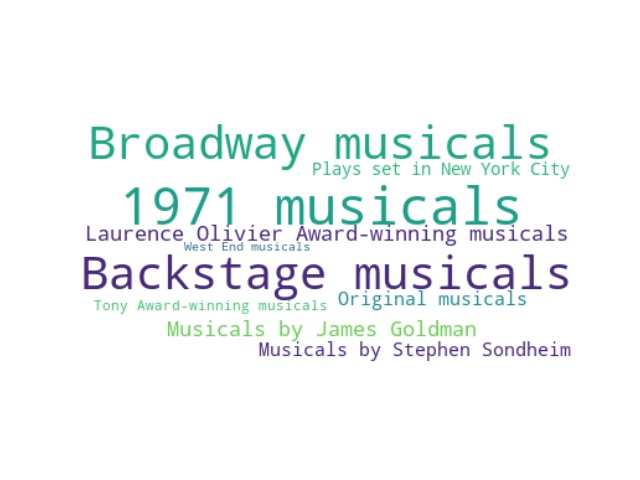 Broadway musicals
Plays set in New York City
1971 musicals
Laurence Olivier Award-winning musicals
West End musicals
Backstage musicals
Original musicals
Tony Award-winning musicals
Musicals by James Goldman
Musicals by Stephen Sondheim